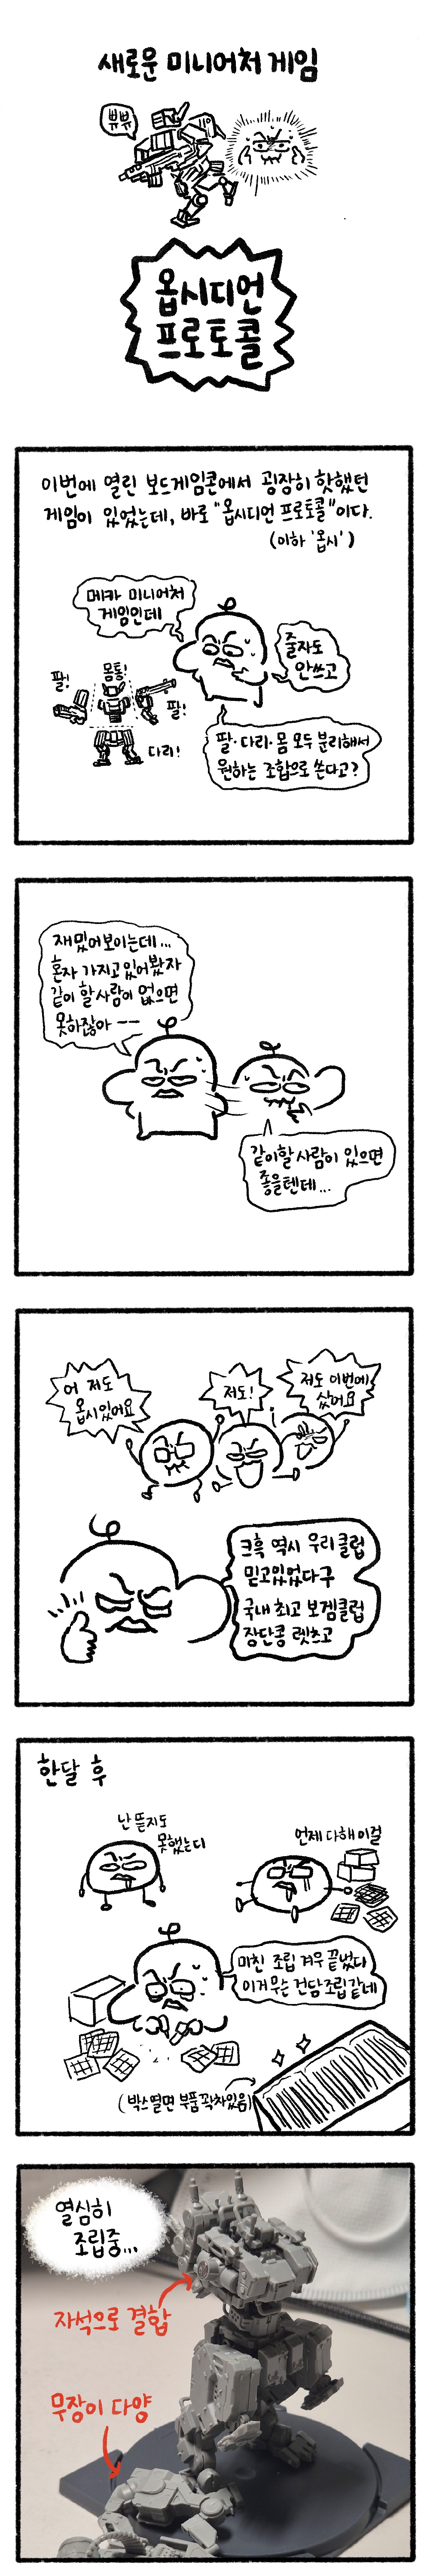 새로운 미니어처 게임
쀼쀼
옵시디언
프로토콜
이번에 열린 보드게임콘에서 굉장히 핫했던
게임이 있었는데, 바로 "옵시디언 프로토콜"이다.
(이하 '옵시')
메카 미니어처
게임인데
줄자도
안쓰고
팔!
몸통!
팔!
다리!
팔·다리·몸 모두 분리해서
원하는 조합으로 쓴다고?
재밌어보이는데...
혼자 가지고 있어봤자
같이 할 사람이 없으면
못하잖아 ㅡㅡ
같이할 사람이 있으면
좋을텐데...
어 저도
옵시있어요
저도!
저도 이번에
샀어요
크흑 역시 우리클럽
믿고있었다구
국내 최고 보겜클럽
장단콩 렛츠고
한달 후
난 뜯지도
못했는디
언제 다해 이걸
미친 조립 겨우 끝냈다
이거 무슨 건담조립같네
(박스 떨면 부품 꽉차있음)
열심히
조립중...
자석으로 결합
무장이 다양